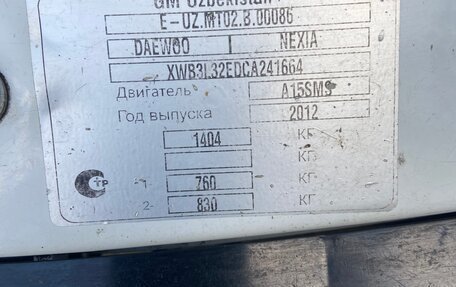 GM Uzbekistan
E-UZ.MT02.B.00086
DAEWOO NEXIA
XWB3L32EDCA241664
Двигатель A15SMS
Год выпуска 2012
1404 КГ
КГ
1- 760 КГ
2- 830 КГ
тР